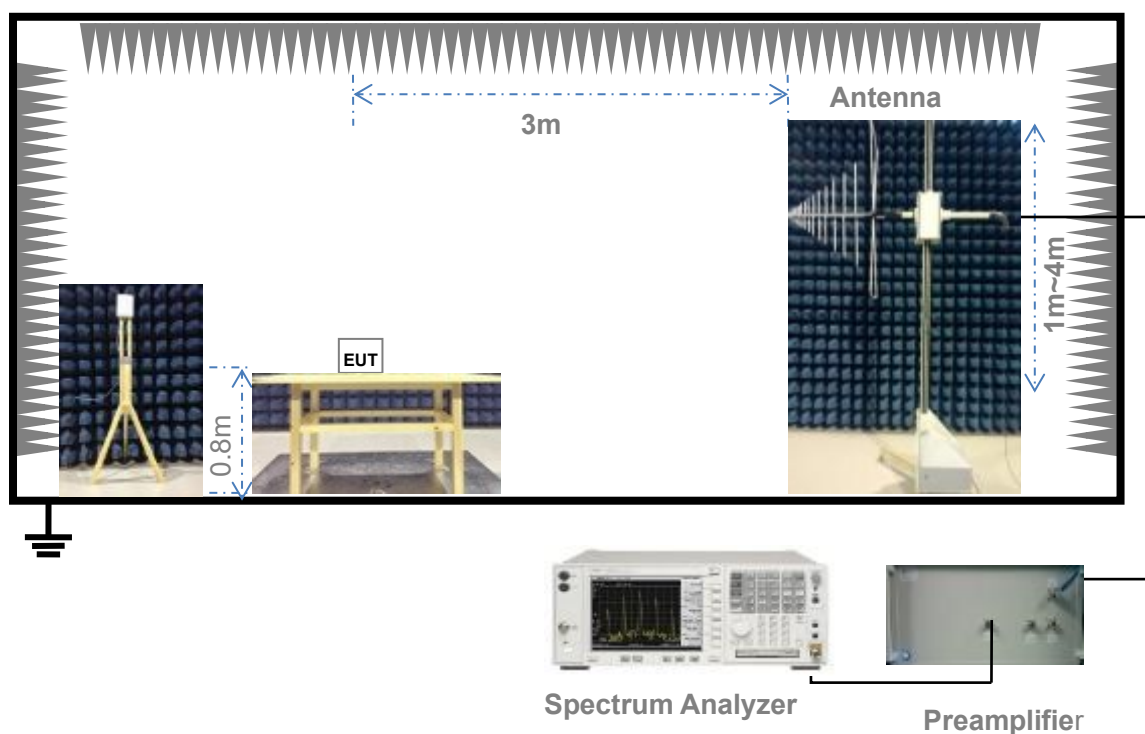 Antenna
3m
1m~4m
EUT
0.8m
Spectrum Analyzer
Preamplifier